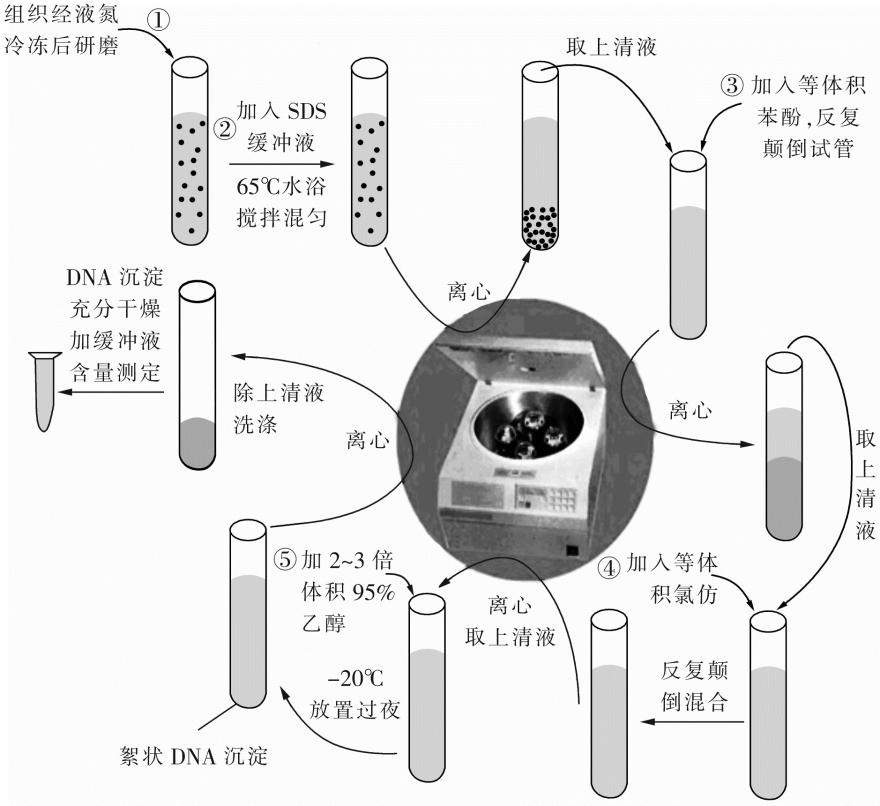 组织经液氮
冷冻后研磨
①
②
加入 SDS
缓冲液
65℃水浴
搅拌混匀
取上清液
③ 加入等体积
苯酚,反复
颠倒试管
离心
离心
取
上
清
液
④ 加入等体
积氯仿
反复颠
倒混合
离心
取上清液
⑤ 加 2~3 倍
体积 95%
乙醇
-20℃
放置过夜
絮状 DNA 沉淀
离心
除上清液
洗涤
DNA 沉淀
充分干燥
加缓冲液
含量测定